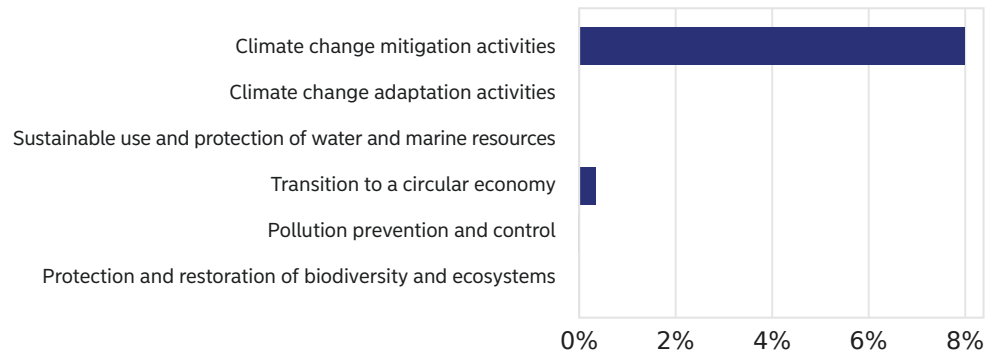 Climate change mitigation activities
Climate change adaptation activities
Sustainable use and protection of water and marine resources
Transition to a circular economy
Pollution prevention and control
Protection and restoration of biodiversity and ecosystems
0% 2% 4% 6% 8%